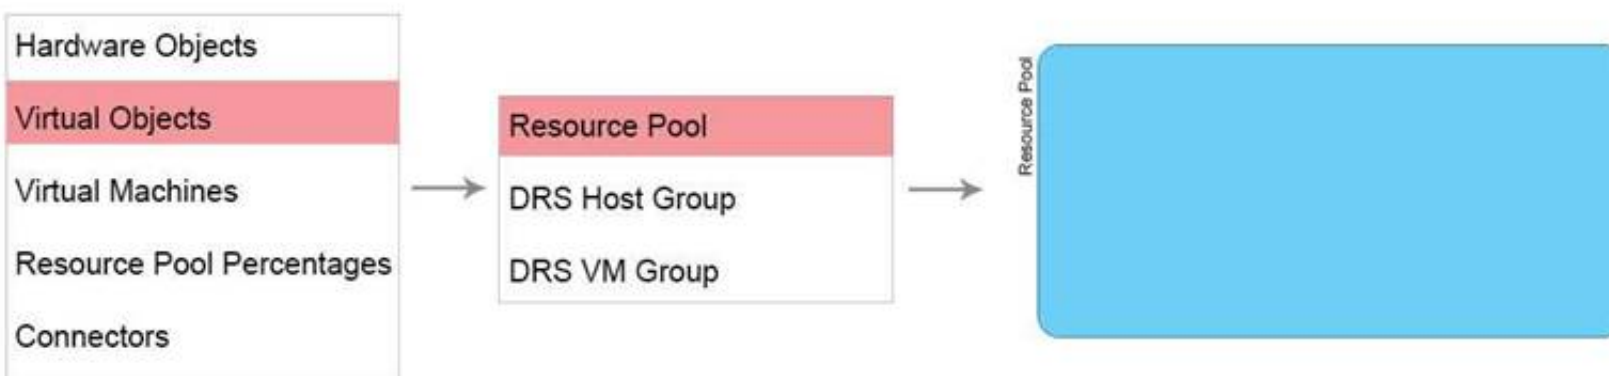 Hardware Objects
Virtual Objects
Virtual Machines
Resource Pool Percentages
Connectors
Resource Pool
DRS Host Group
DRS VM Group
Resource Pool